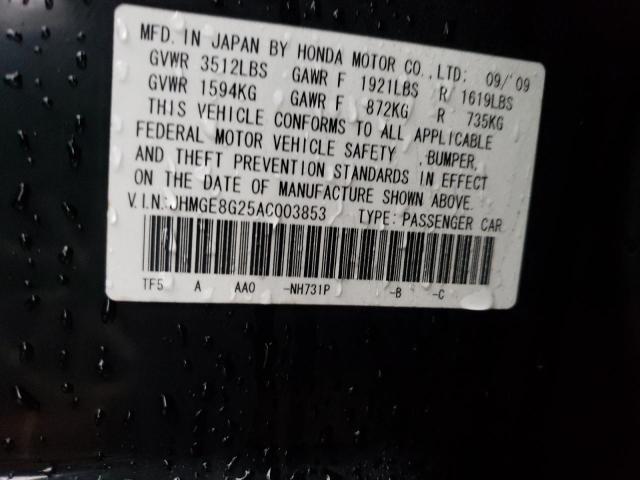 MFD. IN JAPAN BY HONDA MOTOR CO.,LTD. 09/'09
GVWR 3512LBS GAWR F 1921LBS R 1619LBS
GVWR 1594KG GAWR F 872KG R 735KG
THIS VEHICLE CONFORMS TO ALL APPLICABLE
FEDERAL MOTOR VEHICLE SAFETY ,BUMPER,
AND THEFT PREVENTION STANDARDS IN EFFECT
ON THE DATE OF MANUFACTURE SHOWN ABOVE.
V.I.N.:JHMGE8G25AC003853 TYPE: PASSENGER CAR
TF5 A AAO -NH731P -B -C